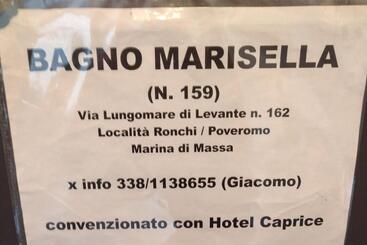 BAGNO MARISELLA
(N. 159)
Via Lungomare di Levante n. 162
Località Ronchi / Poveromo
Marina di Massa
x info 338/1138655 (Giacomo)
convenzionato con Hotel Caprice